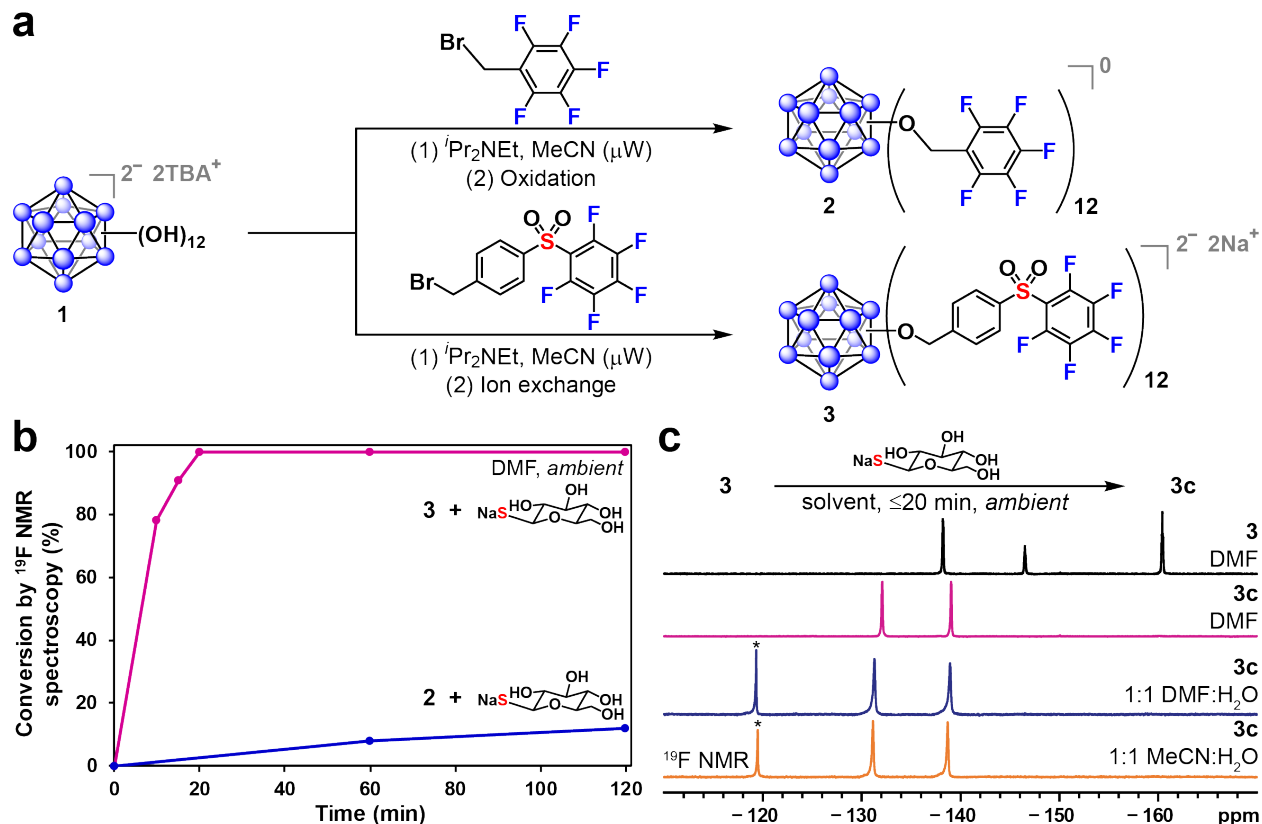 a
Br
F F F F F
(1) ⁱPr₂NEt, MeCN (µW)
(2) Oxidation
2⁻ 2TBA⁺
(OH)₁₂
1
O
F F F F F
0
12
2
Br
O O
S
F F F F F
(1) ⁱPr₂NEt, MeCN (µW)
(2) Ion exchange
O
O O
S
F F F F F
2⁻ 2Na⁺
12
3
b
Conversion by ¹⁹F NMR
spectroscopy (%)
100
80
60
40
20
0
DMF, ambient
3 + NaS HO O OH OH OH
2 + NaS HO O OH OH OH
0 20 40 60 80 100 120
Time (min)
c
3
NaS HO O OH OH OH
solvent, ≤20 min, ambient
3c
3
DMF
3c
DMF
*
3c
1:1 DMF:H₂O
*
3c
1:1 MeCN:H₂O
¹⁹F NMR
−120 −130 −140 −150 −160 ppm